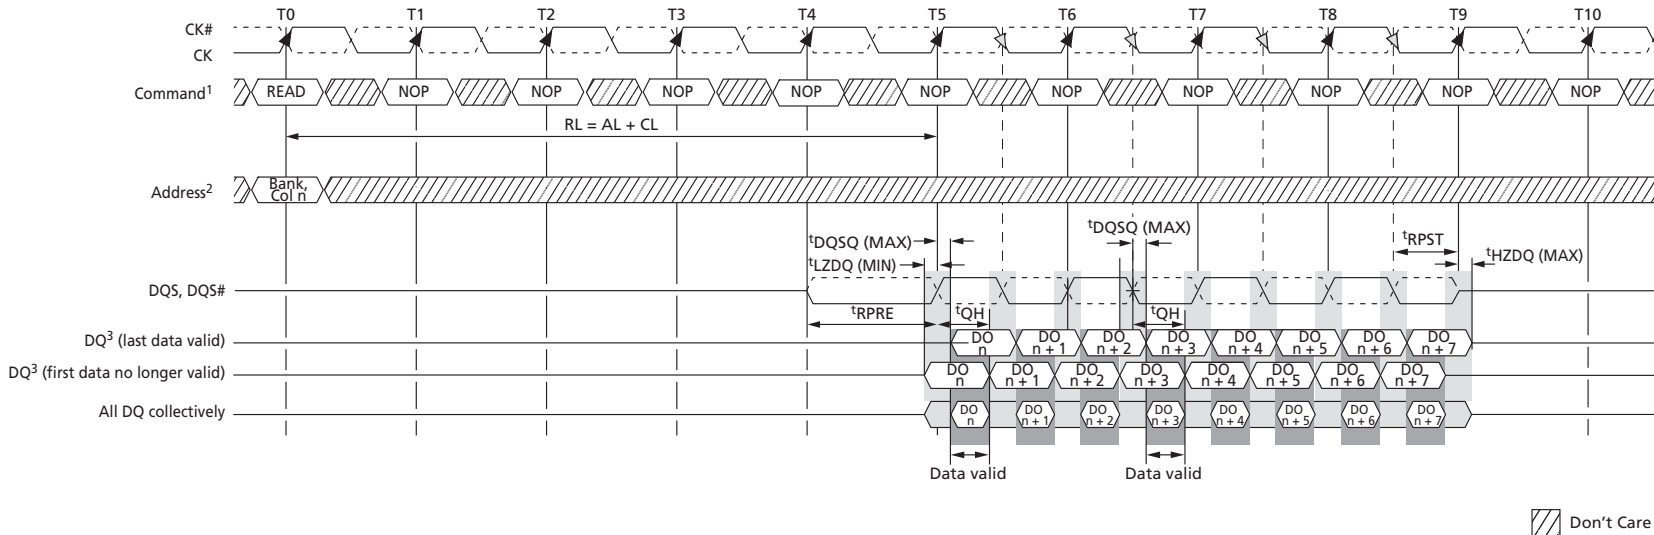 T0 T1 T2 T3 T4 T5 T6 T7 T8 T9 T10
CK#
CK
Command1 READ NOP NOP NOP NOP NOP NOP NOP NOP NOP NOP
RL = AL + CL
Address2 Bank,
Col n
tDQSQ (MAX) tDQSQ (MAX) tRPST
tLZDQ (MIN) tHZDQ (MAX)
DQS, DQS#
tRPRE tQH tQH
DQ3 (last data valid) DO n DO n + 1 DO n + 2 DO n + 3 DO n + 4 DO n + 5 DO n + 6 DO n + 7
DQ3 (first data no longer valid) DO n DO n + 1 DO n + 2 DO n + 3 DO n + 4 DO n + 5 DO n + 6 DO n + 7
All DQ collectively DO n DO n + 1 DO n + 2 DO n + 3 DO n + 4 DO n + 5 DO n + 6 DO n + 7
Data valid Data valid
Don't Care